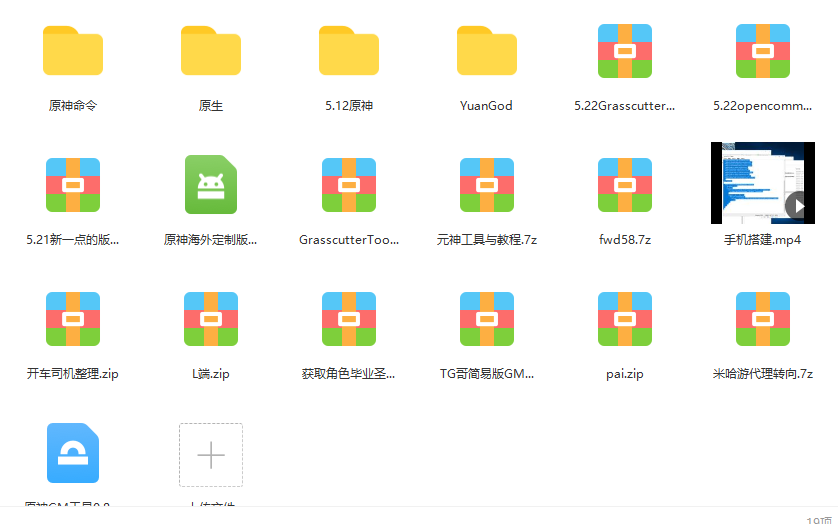 原神命令
原生
5.12原神
YuanGod
5.22Grasscutter...
5.22opencomm...
5.21新一点的版...
原神海外定制版...
GrasscutterToo...
元神工具与教程.7z
fwd58.7z
手机搭建.mp4
开车司机整理.zip
L端.zip
获取角色毕业圣...
TG哥简易版GM...
pai.zip
米哈游代理转向.7z
原神GM工具0.8...
上传文件
19项